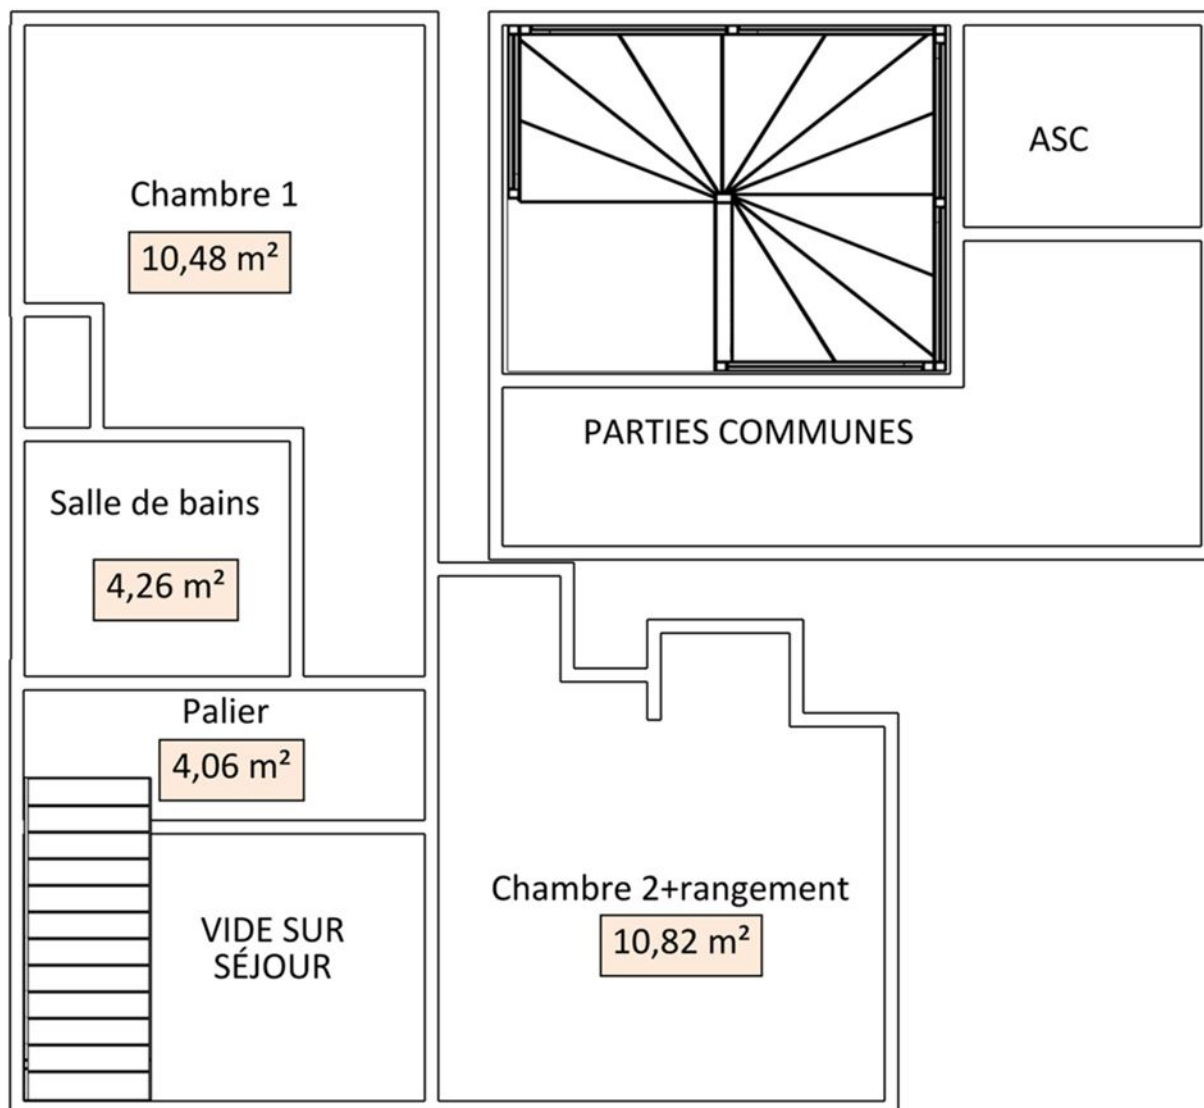 ASC
Chambre 1
10,48 m²
PARTIES COMMUNES
Salle de bains
4,26 m²
Palier
4,06 m²
Chambre 2+rangement
10,82 m²
VIDE SUR
SÉJOUR